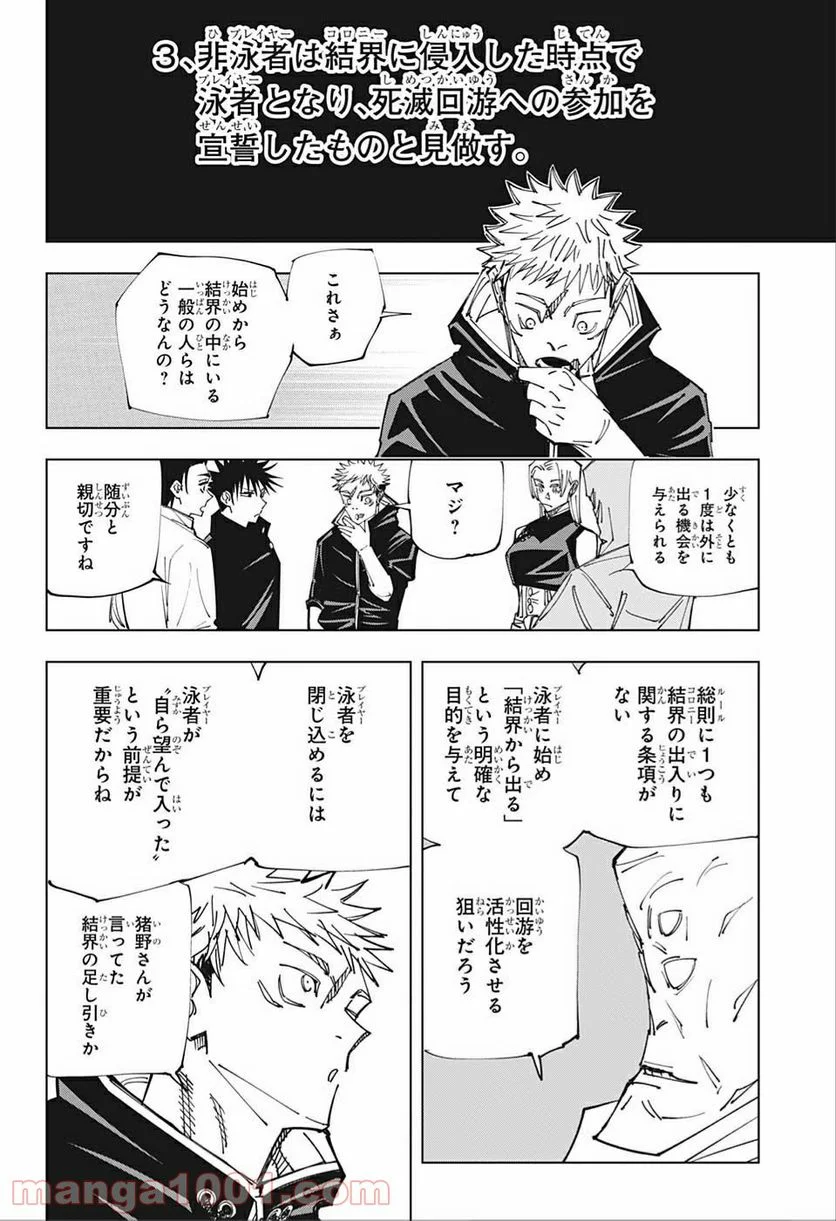 3、非泳者は結界に侵入した時点で
泳者となり、死滅回游への参加を
宣誓したものと見做す。
これさぁ
始めから
結界の中にいる
一般の人らは
どうなんの?
少なくとも
1度は外に
出る機会を
与えられる
マジ?
随分と
親切ですね
総則に1つも
結界の出入りに
関する条項が
ない
泳者に始め
「結界から出る」
という明確な
目的を与えて
回游を
活性化させる
狙いだろう
泳者を
閉じ込めるには
泳者が
〝自ら望んで入った〟
という前提が
重要だからね
猪野さんが
言ってた
結界の足し引きか
manga1001.com